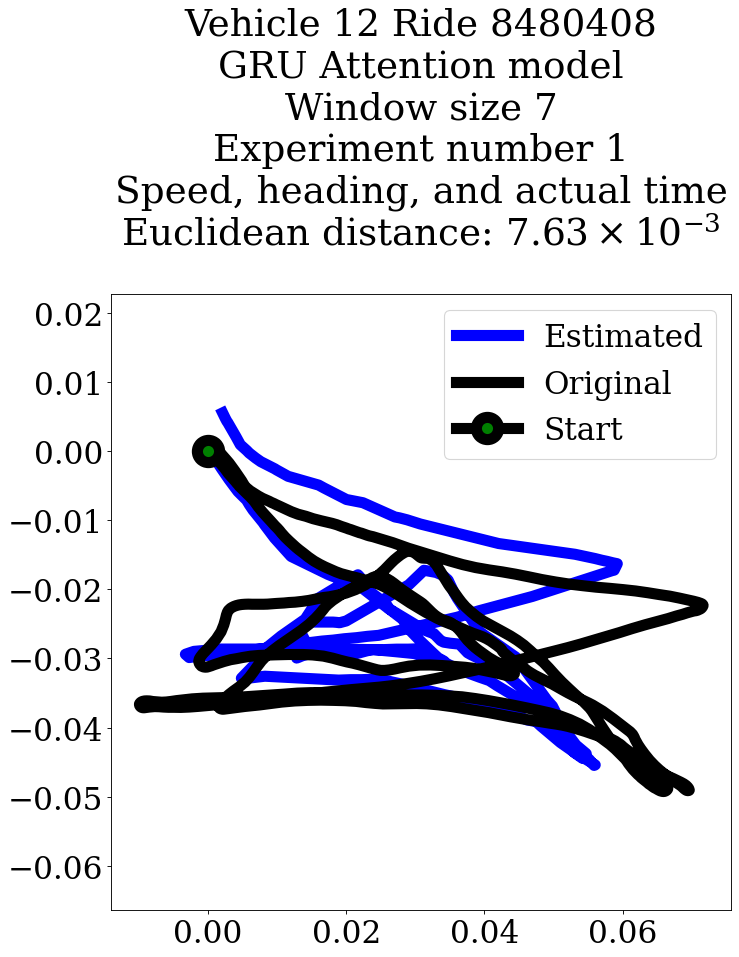 Vehicle 12 Ride 8480408
GRU Attention model
Window size 7
Experiment number 1
Speed, heading, and actual time
Euclidean distance: 7.63 × 10⁻³
Estimated
Original
Start
0.02
0.01
0.00
−0.01
−0.02
−0.03
−0.04
−0.05
−0.06
0.00 0.02 0.04 0.06